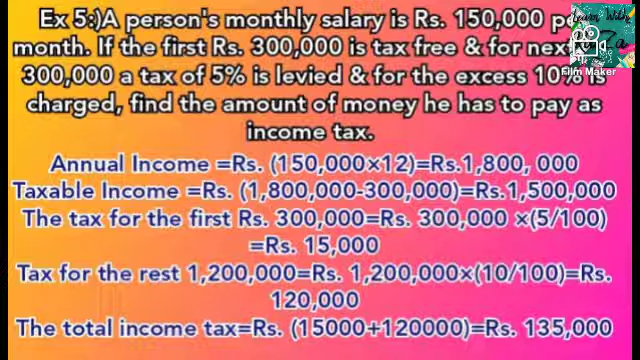 Ex 5:)A person's monthly salary is Rs. 150,000
month. If the first Rs. 300,000 is tax free & for next
300,000 a tax of 5% is levied & for the excess 10% is
charged, find the amount of money he has to pay as
income tax.
Annual Income =Rs. (150,000×12)=Rs.1,800, 000
Taxable Income =Rs. (1,800,000-300,000)=Rs.1,500,000
The tax for the first Rs. 300,000=Rs. 300,000 ×(5/100)
=Rs. 15,000
Tax for the rest 1,200,000=Rs. 1,200,000×(10/100)=Rs.
120,000
The total income tax=Rs. (15000+120000)=Rs. 135,000
Learn With
Film Maker